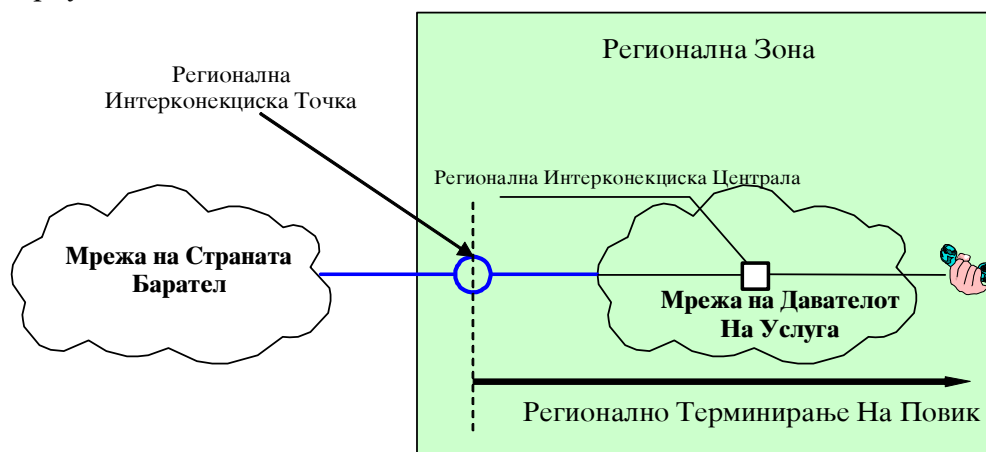 Регионална Зона
Регионална
Интерконекциска Точка
Регионална Интерконекциска Централа
Мрежа на Страната
Барател
Мрежа на Давателот
На Услуга
Регионално Терминирање На Повик